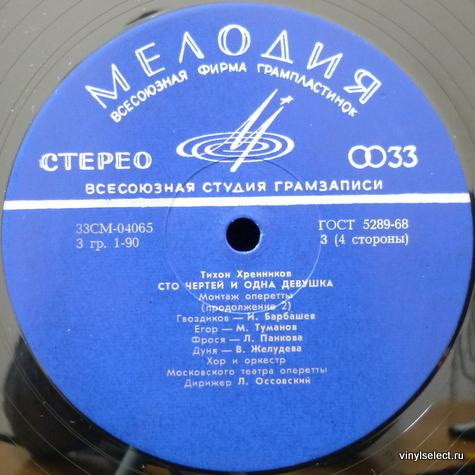 МЕЛОДИЯ
ВСЕСОЮЗНАЯ ФИРМА ГРАМПЛАСТИНОК
СТЕРЕО 33
ВСЕСОЮЗНАЯ СТУДИЯ ГРАМЗАПИСИ
33СМ-04065 ГОСТ 5289-68
3 гр. 1-90 3 (4 стороны)
Тихон Хренников
СТО ЧЕРТЕЙ И ОДНА ДЕВУШКА
Монтаж оперетты
(продолжение 2)
Гвоздиков — И. Барбашев
Егор — М. Туманов
Фрося — Л. Панкова
Дуня — В. Желудева
Хор и оркестр
Московского театра оперетты
Дирижер Л. Оссовский
vinylselect.ru